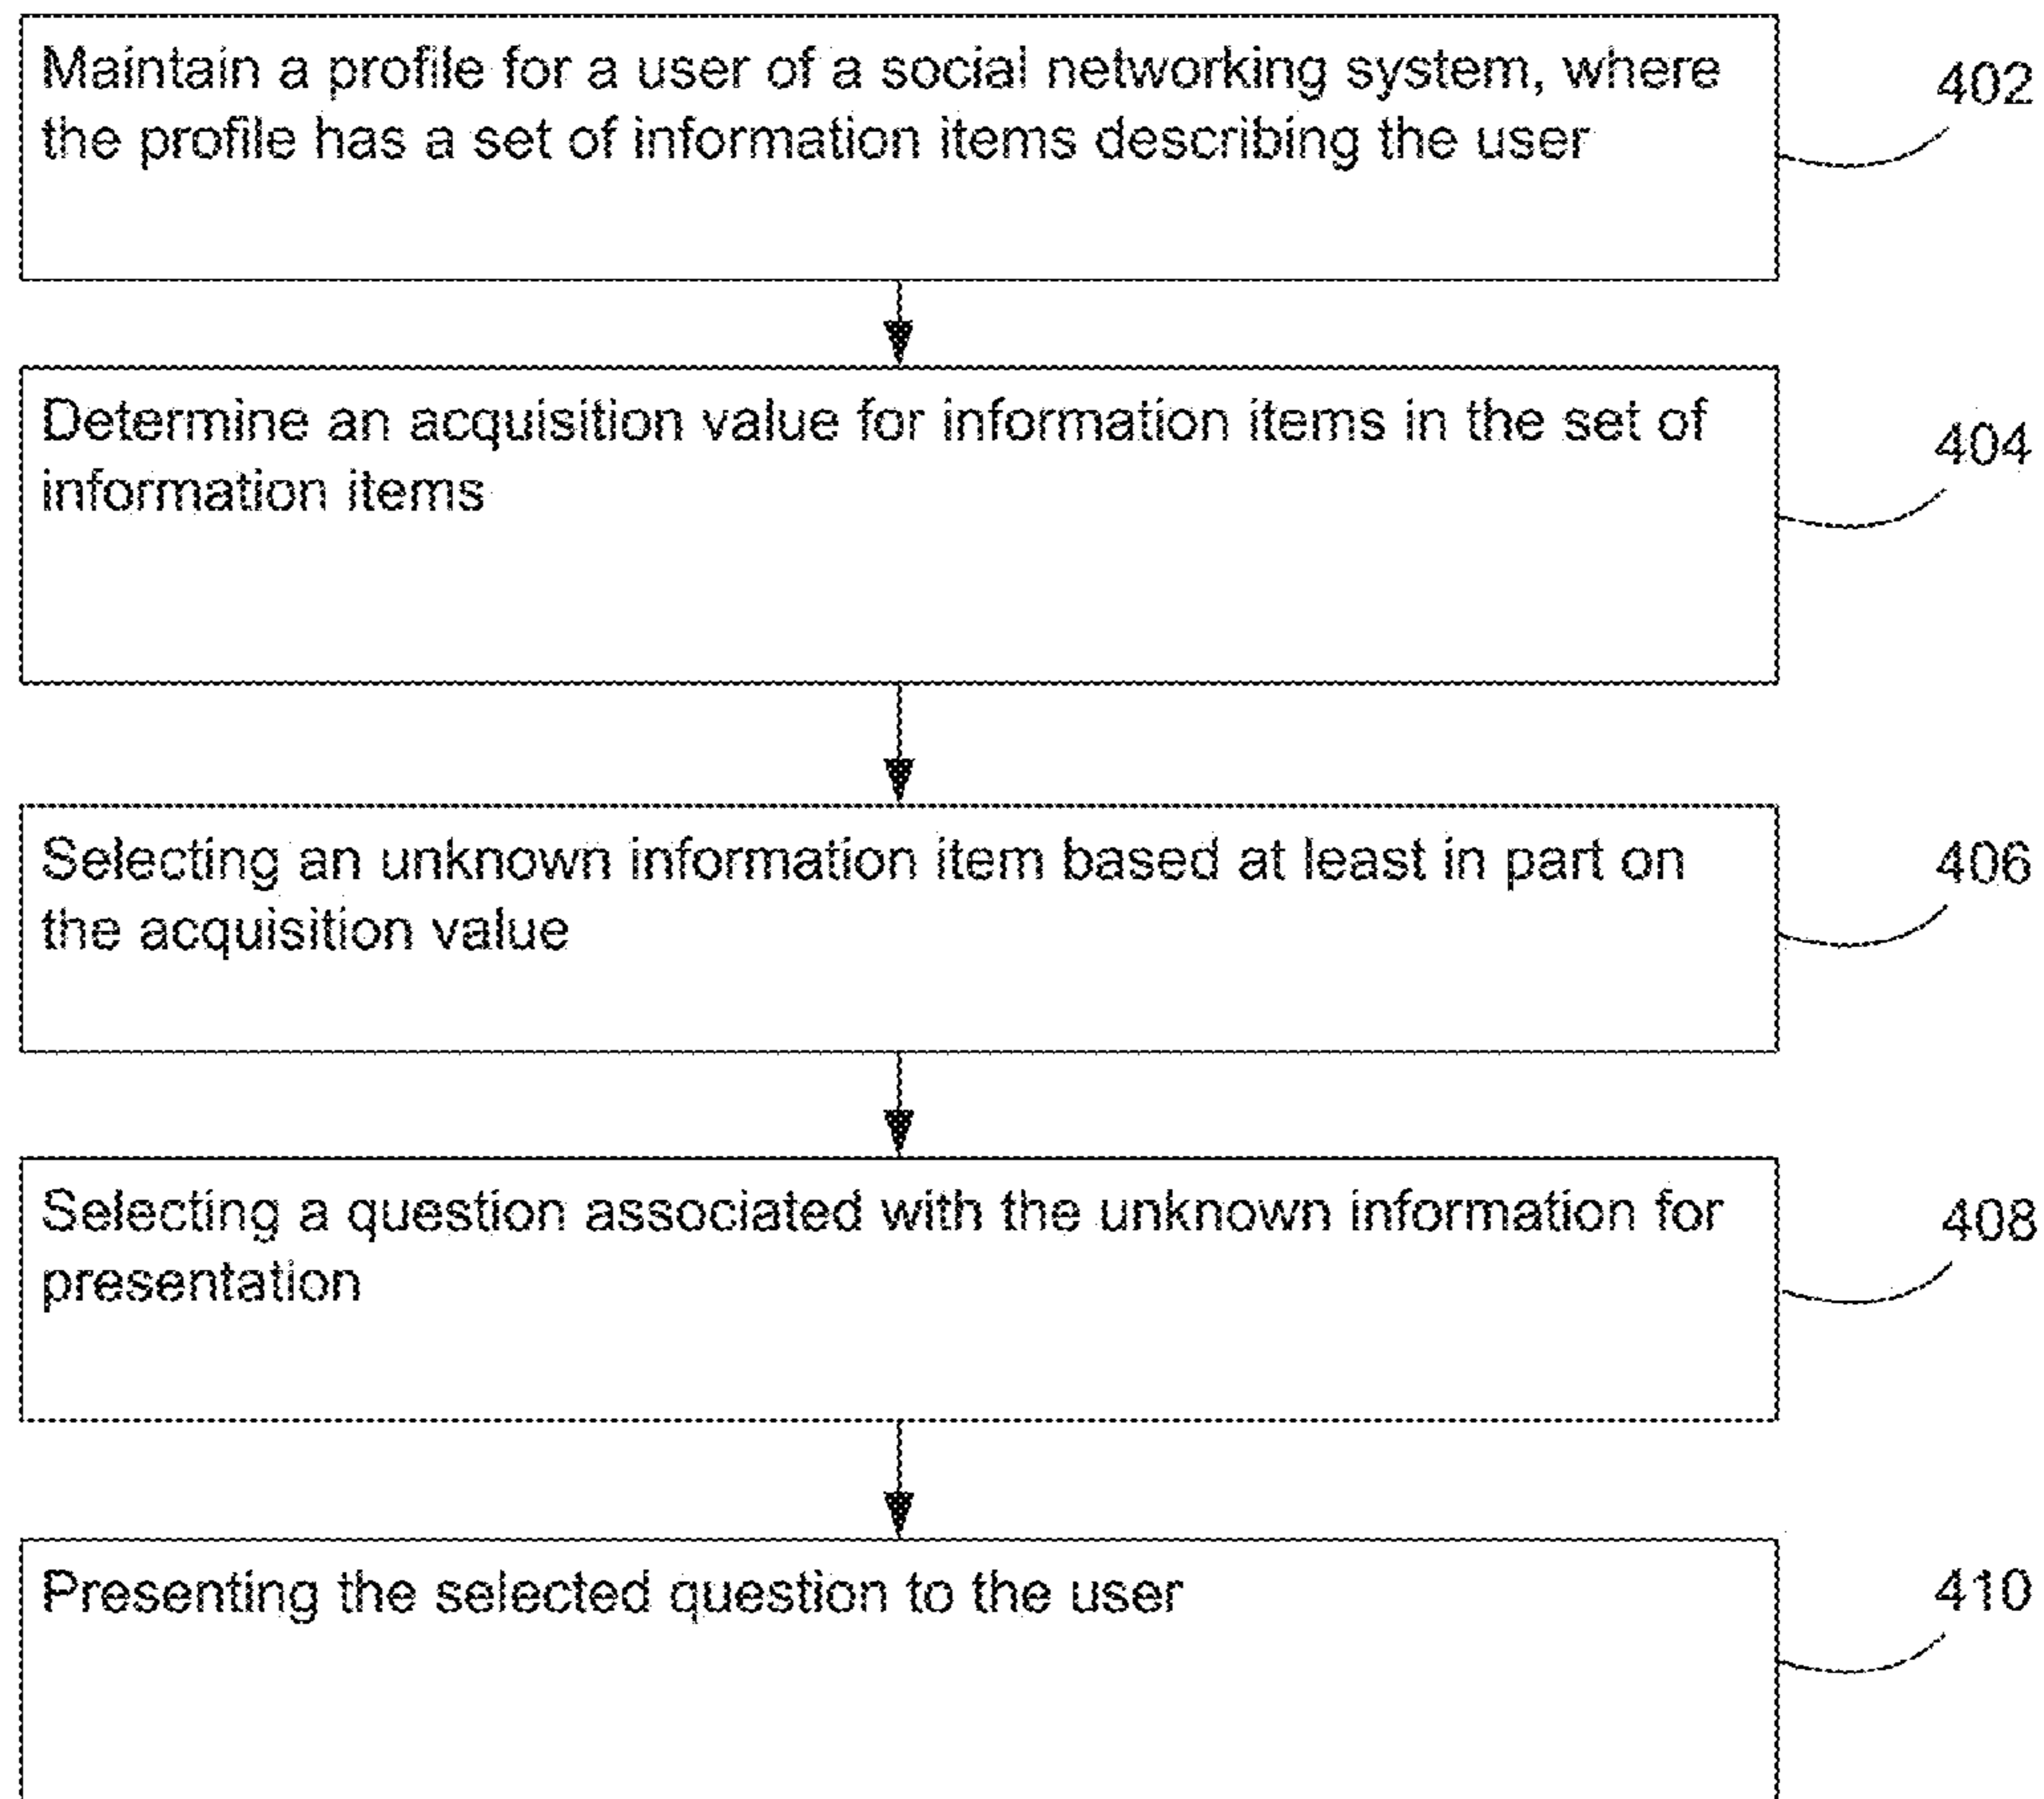 Maintain a profile for a user of a social networking system, where
the profile has a set of information items describing the user
402
Determine an acquisition value for information items in the set of
information items
404
Selecting an unknown information item based at least in part on
the acquisition value
406
Selecting a question associated with the unknown information for
presentation
408
Presenting the selected question to the user
410